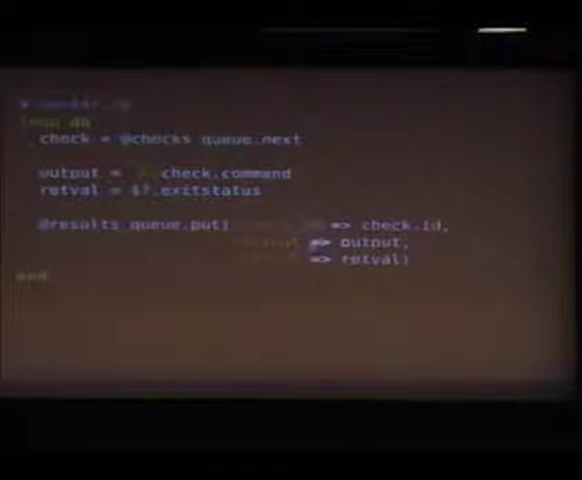 loop do
check = @checks_queue.next
output = check.command
retval = $?.exitstatus
@results_queue.put( => check.id,
=> output,
=> retval)
end